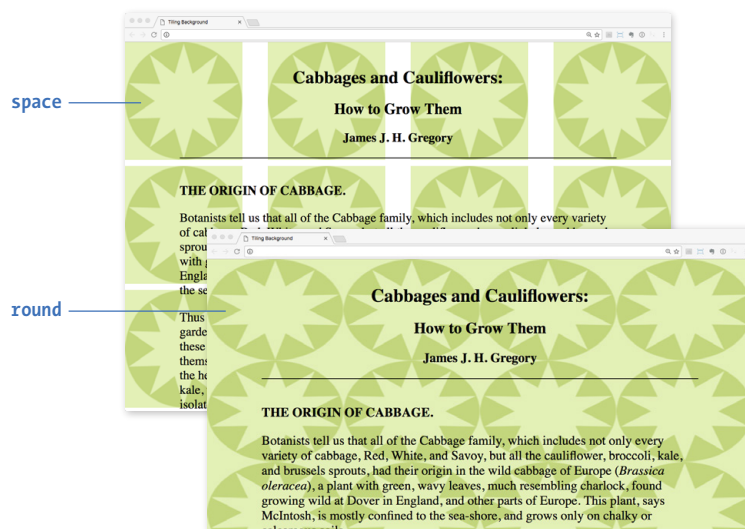 Tiling Background
space
Cabbages and Cauliflowers:
How to Grow Them
James J. H. Gregory
THE ORIGIN OF CABBAGE.
Botanists tell us that all of the Cabbage family, which includes not only every variety
of
sprou
with
Engla
the se
Thus
garde
these
thems
the he
kale,
isolat
Tiling Background
round
Cabbages and Cauliflowers:
How to Grow Them
James J. H. Gregory
THE ORIGIN OF CABBAGE.
Botanists tell us that all of the Cabbage family, which includes not only every
variety of cabbage, Red, White, and Savoy, but all the cauliflower, broccoli, kale,
and brussels sprouts, had their origin in the wild cabbage of Europe (Brassica
oleracea), a plant with green, wavy leaves, much resembling charlock, found
growing wild at Dover in England, and other parts of Europe. This plant, says
McIntosh, is mostly confined to the sea-shore, and grows only on chalky or